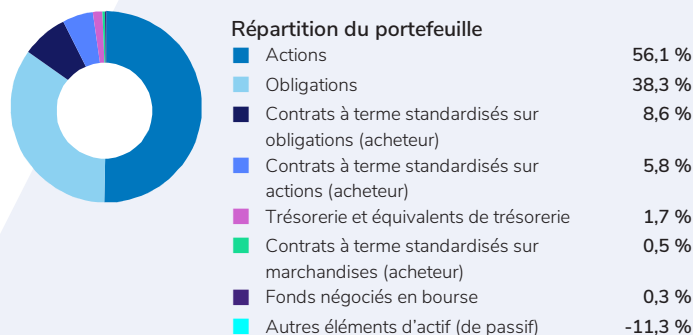 Répartition du portefeuille
Actions 56,1 %
Obligations 38,3 %
Contrats à terme standardisés sur 8,6 %
obligations (acheteur)
Contrats à terme standardisés sur 5,8 %
actions (acheteur)
Trésorerie et équivalents de trésorerie 1,7 %
Contrats à terme standardisés sur 0,5 %
marchandises (acheteur)
Fonds négociés en bourse 0,3 %
Autres éléments d’actif (de passif) -11,3 %